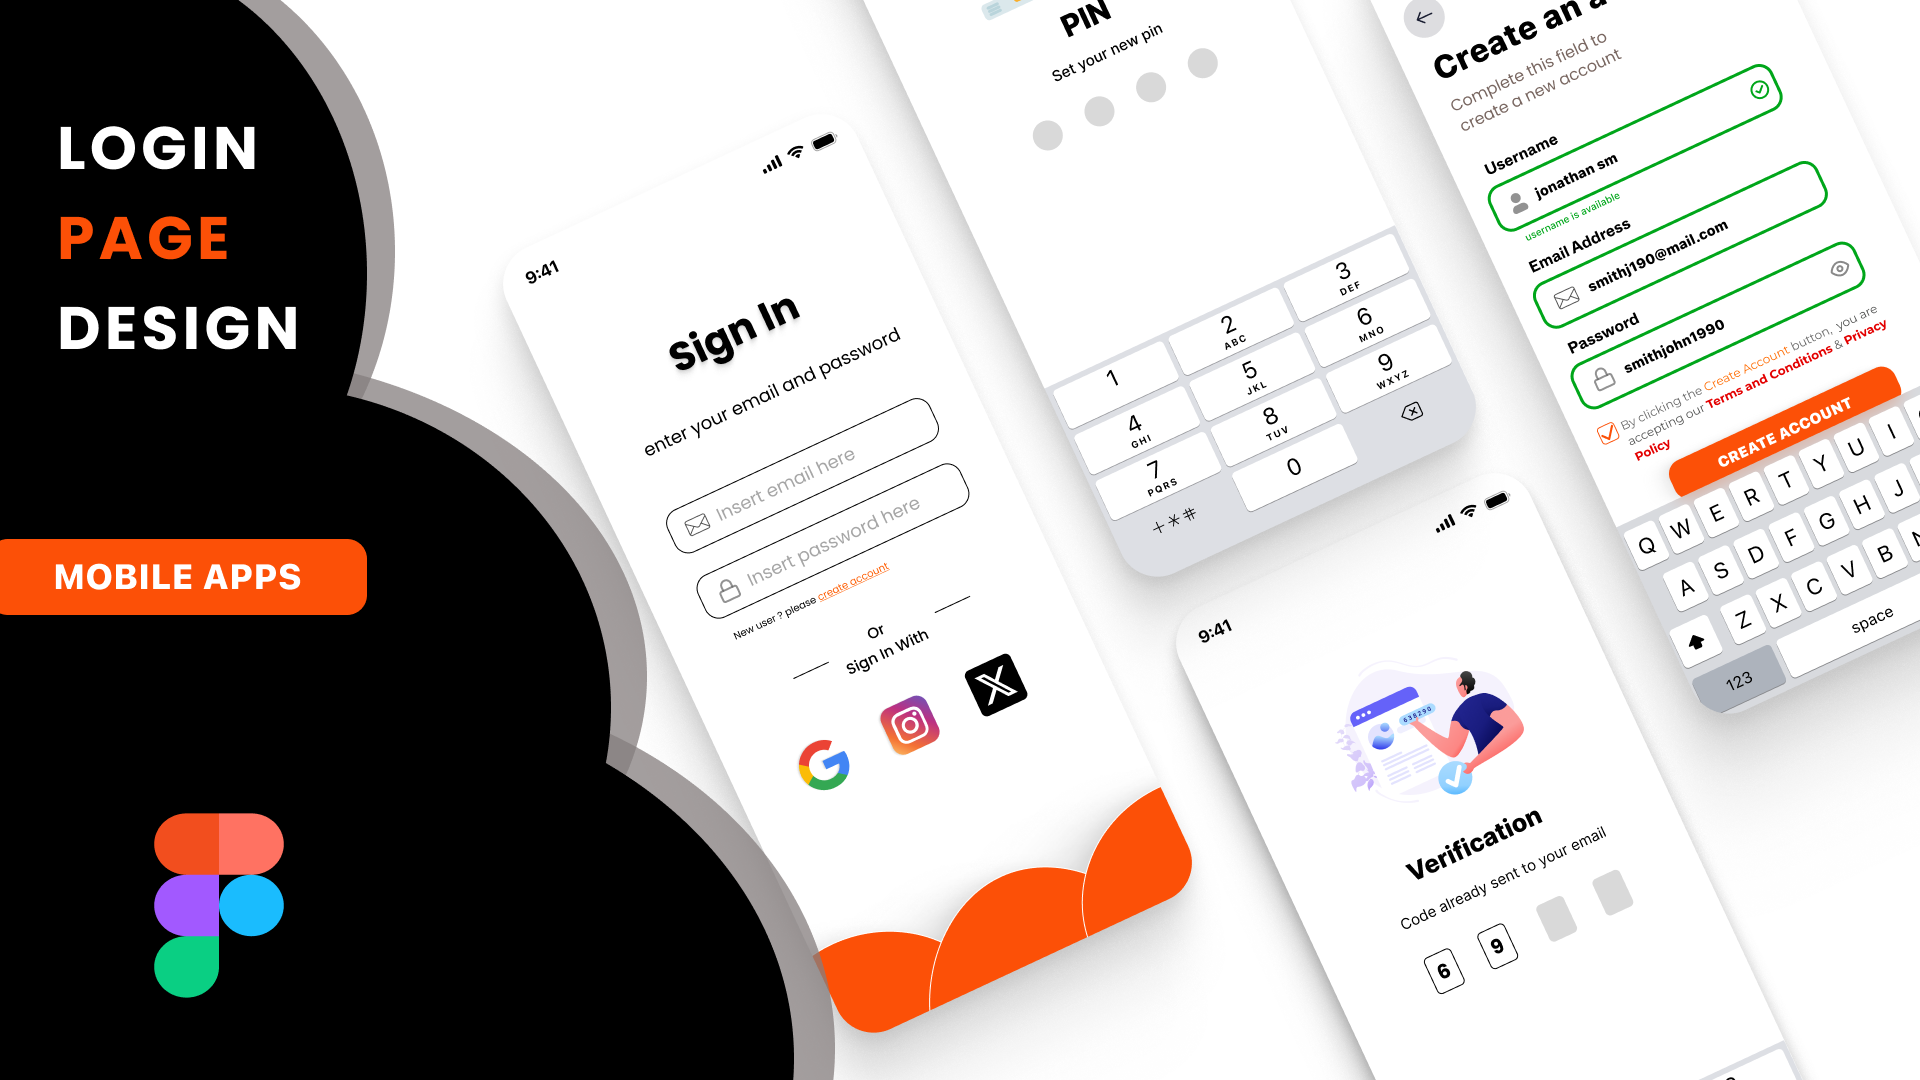 LOGIN
PAGE
DESIGN
MOBILE APPS
9:41
Sign In
enter your email and password
Insert email here
Insert password here
New user ? please create account
Or
Sign In With
PIN
Set your new pin
1
2
ABC
3
DEF
4
GHI
5
JKL
6
MNO
7
PQRS
8
TUV
9
WXYZ
+*#
0
9:41
638290
Verification
Code already sent to your email
6 9
Create an a
Complete this field to
create a new account
Username
jonathan sm
username is available
Email Address
smithj190@mail.com
Password
smithjohn1990
By clicking the Create Account button, you are
accepting our Terms and Conditions & Privacy
Policy
CREATE ACCOUNT
Q W E R T Y U I
A S D F G H J
Z X C V B N
123 space